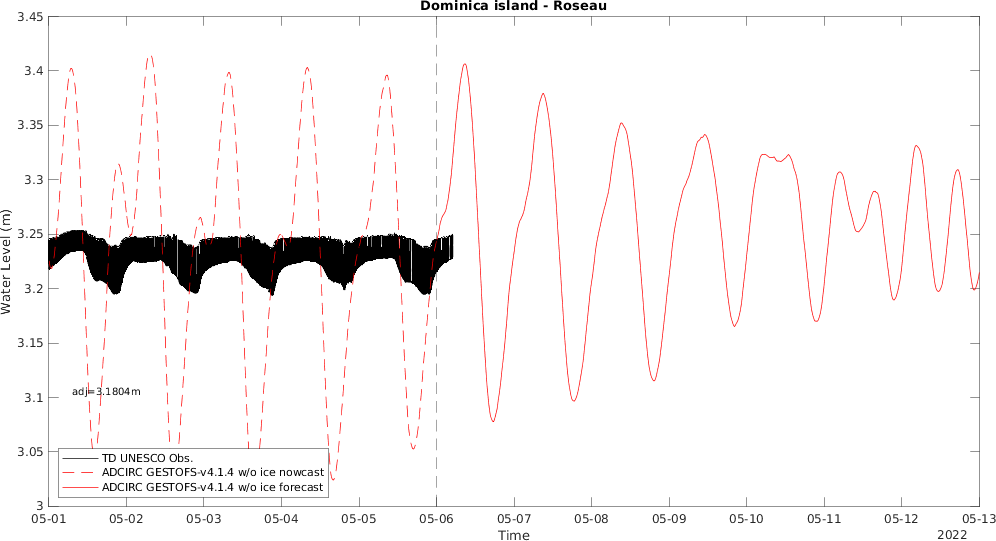 Dominica island - Roseau
3.45
3.4
3.35
3.3
3.25
3.2
3.15
3.1
3.05
3
Water Level (m)
adj=3.1804m
TD UNESCO Obs.
ADCIRC GESTOFS-v4.1.4 w/o ice nowcast
ADCIRC GESTOFS-v4.1.4 w/o ice forecast
05-01 05-02 05-03 05-04 05-05 05-06 05-07 05-08 05-09 05-10 05-11 05-12 05-13
Time
2022